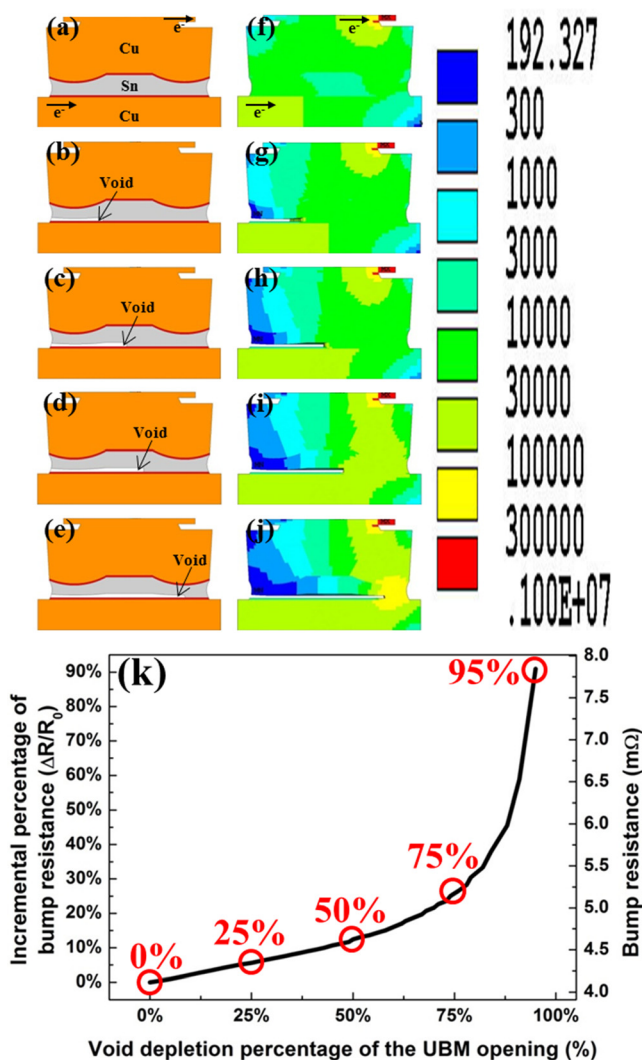 (a)
e-
Cu
Sn
Cu
e-
(b)
Void
(c)
Void
(d)
Void
(e)
Void
(f)
e-
e-
(g)
(h)
(i)
(j)
192.327
300
1000
3000
10000
30000
100000
300000
.100E+07
(k)
Incremental percentage of
bump resistance (ΔR/R0)
90%
80%
70%
60%
50%
40%
30%
20%
10%
0%
0%
25%
50%
75%
95%
8.0
7.5
7.0
6.5
6.0
5.5
5.0
4.5
4.0
Bump resistance (mΩ)
0%
25%
50%
75%
100%
Void depletion percentage of the UBM opening (%)